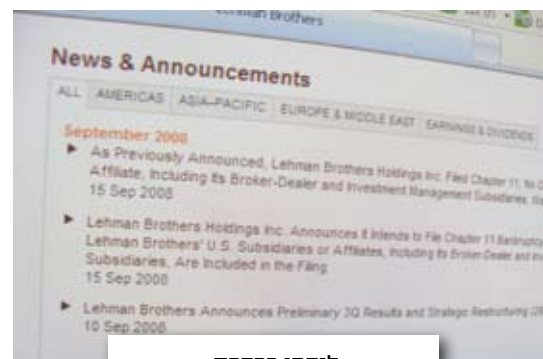 Lehman Brothers
News & Announcements
ALL AMERICAS ASIA-PACIFIC EUROPE & MIDDLE EAST EARNINGS & DIVIDENDS
September 2008
As Previously Announced, Lehman Brothers Holdings Inc. Filed Chapter 11,
Affiliate, Including Its Broker-Dealer and Investment Management Subsidiaries,
15 Sep 2008
Lehman Brothers Holdings Inc. Announces It Intends to File Chapter 11 Bankruptcy
Lehman Brothers' U.S. Subsidiaries or Affiliates, Including Its Broker-Dealer and
Subsidiaries, Are Included in the Filing
15 Sep 2008
Lehman Brothers Announces Preliminary 3Q Results and Strategic Restructuring
10 Sep 2008